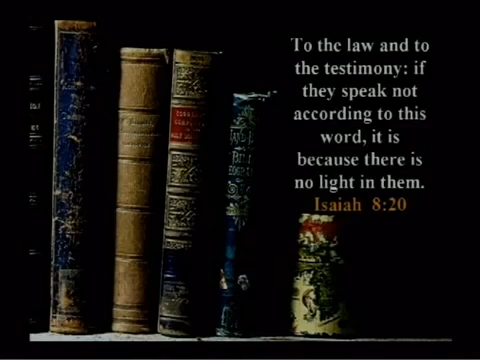 To the law and to
the testimony: if
they speak not
according to this
word, it is
because there is
no light in them.
Isaiah 8:20